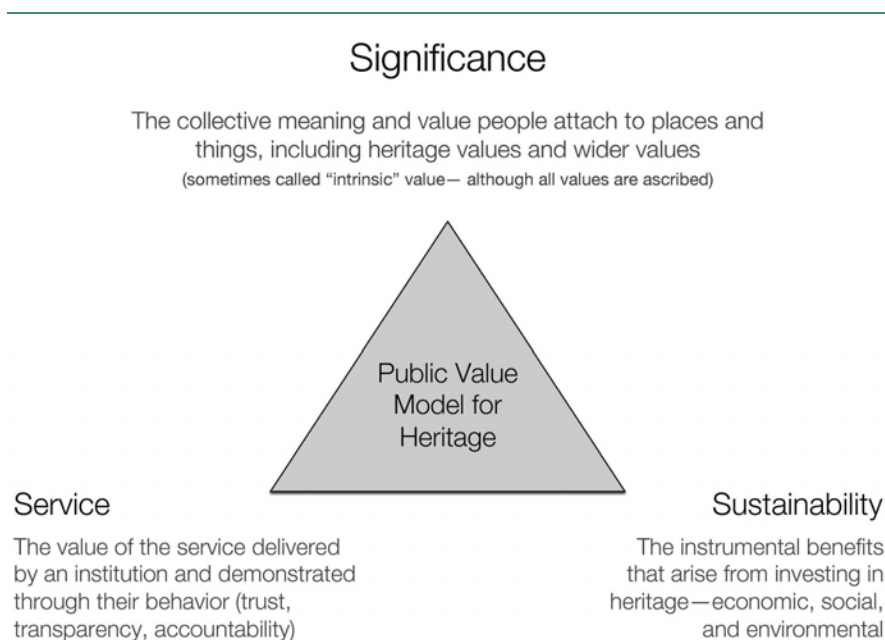 Significance
The collective meaning and value people attach to places and
things, including heritage values and wider values
(sometimes called “intrinsic” value— although all values are ascribed)
Public Value
Model for
Heritage
Service
The value of the service delivered
by an institution and demonstrated
through their behavior (trust,
transparency, accountability)
Sustainability
The instrumental benefits
that arise from investing in
heritage—economic, social,
and environmental